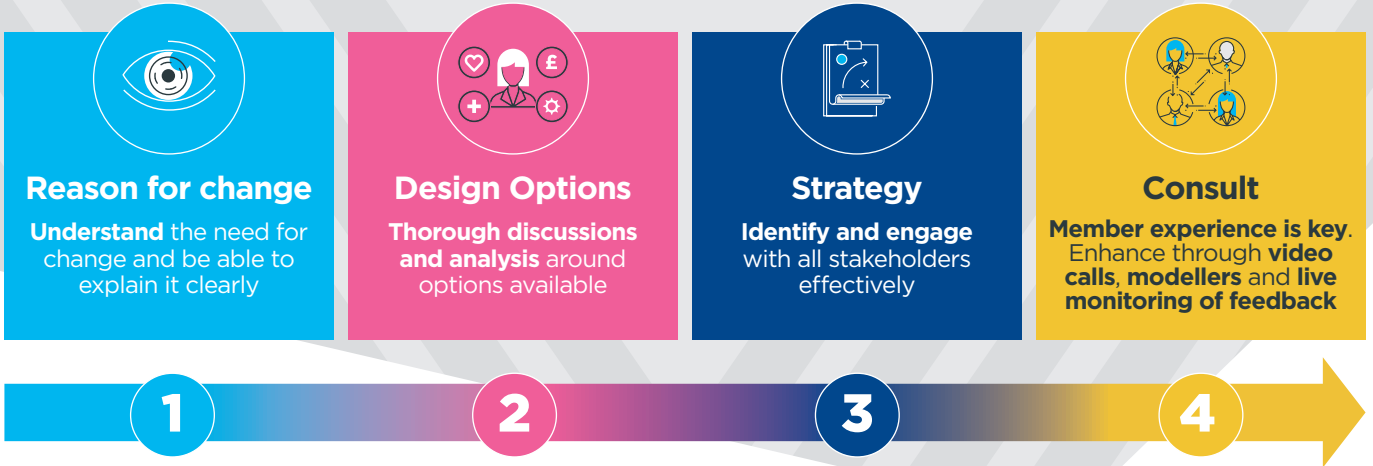 £
Reason for change
Understand the need for
change and be able to
explain it clearly
Design Options
Thorough discussions
and analysis around
options available
Strategy
Identify and engage
with all stakeholders
effectively
Consult
Member experience is key.
Enhance through video
calls, modellers and live
monitoring of feedback
1
2
3
4